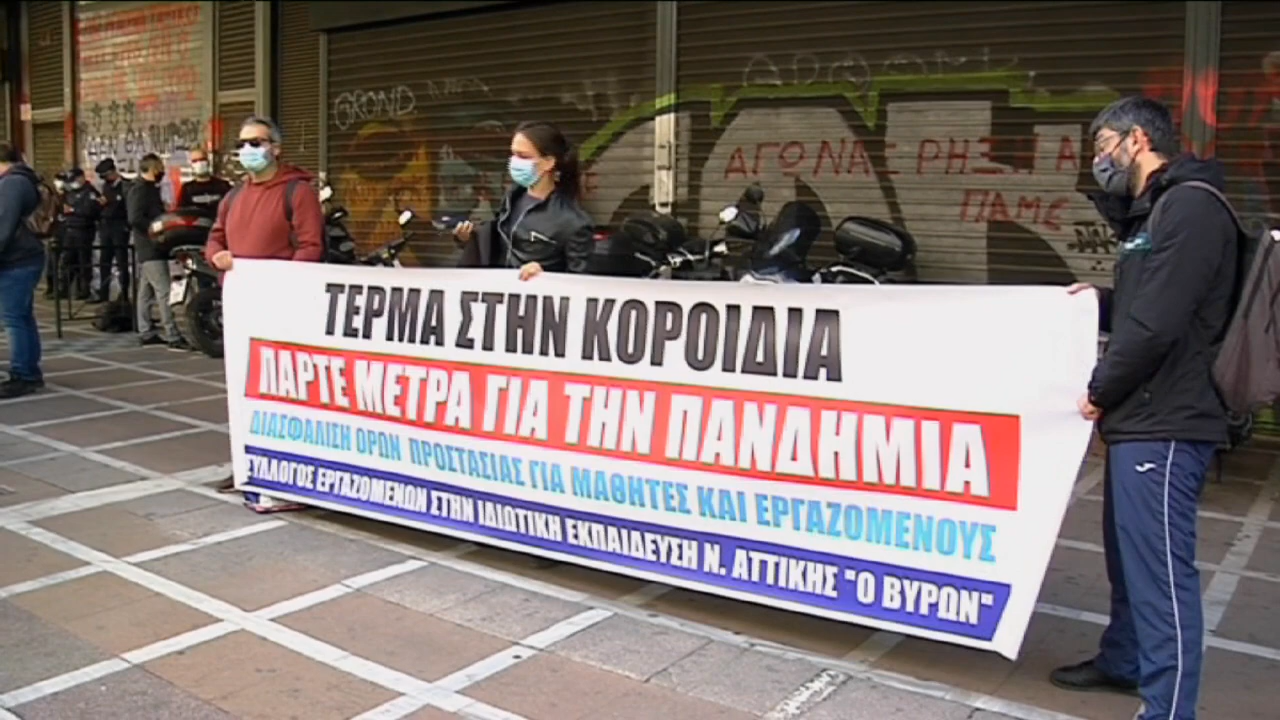 GROND.
ΑΓΩΝΑΣ ΡΗΞΗ
ΠΑΜΕ
ΤΕΡΜΑ ΣΤΗΝ ΚΟΡΟΙΔΙΑ
ΠΑΡΤΕ ΜΕΤΡΑ ΓΙΑ ΤΗΝ ΠΑΝΔΗΜΙΑ
ΔΙΑΣΦΑΛΙΣΗ ΟΡΩΝ ΠΡΟΣΤΑΣΙΑΣ ΓΙΑ ΜΑΘΗΤΕΣ ΚΑΙ ΕΡΓΑΖΟΜΕΝΟΥΣ
ΣΥΛΛΟΓΟΣ ΕΡΓΑΖΟΜΕΝΩΝ ΣΤΗΝ ΙΔΙΩΤΙΚΗ ΕΚΠΑΙΔΕΥΣΗ Ν. ΑΤΤΙΚΗΣ "Ο ΒΥΡΩΝ"